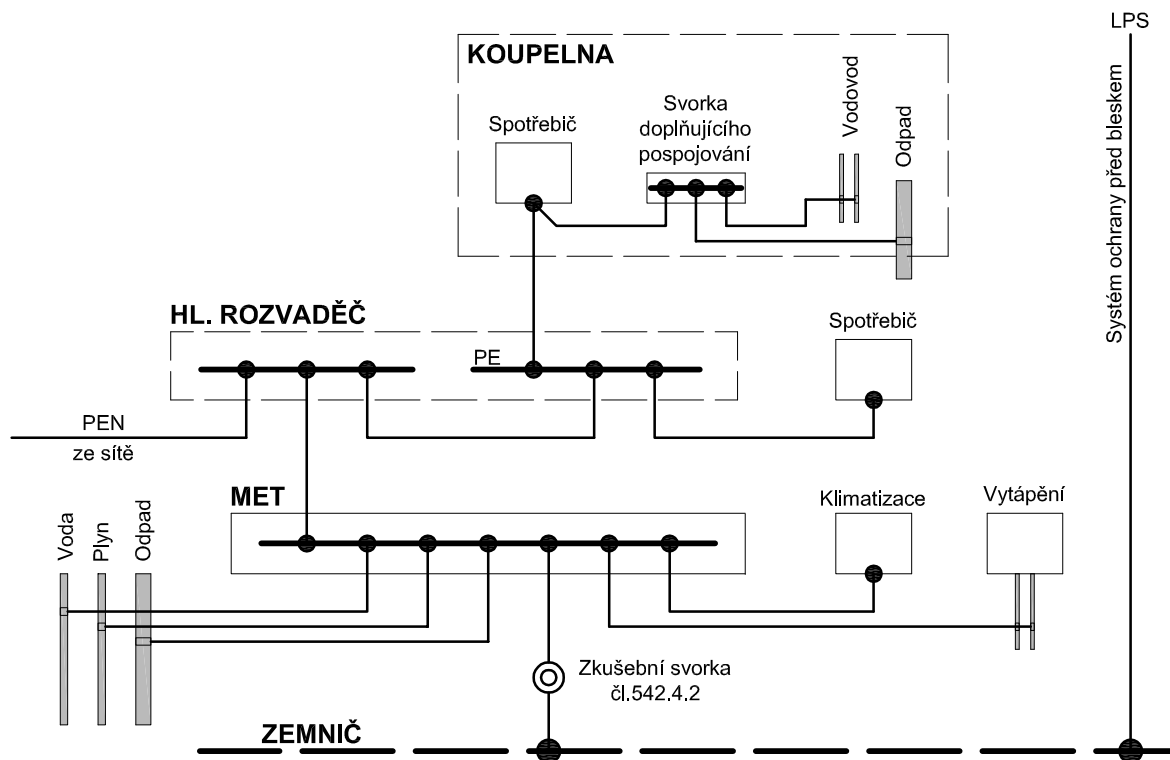 LPS
KOUPELNA
Spotřebič
Svorka
doplňujícího
pospojování
Vodovod
Odpad
Systém ochrany před bleskem
HL. ROZVADĚČ
PE
Spotřebič
PEN
ze sítě
MET
Klimatizace
Vytápění
Voda
Plyn
Odpad
Zkušební svorka
čl.542.4.2
ZEMNIČ